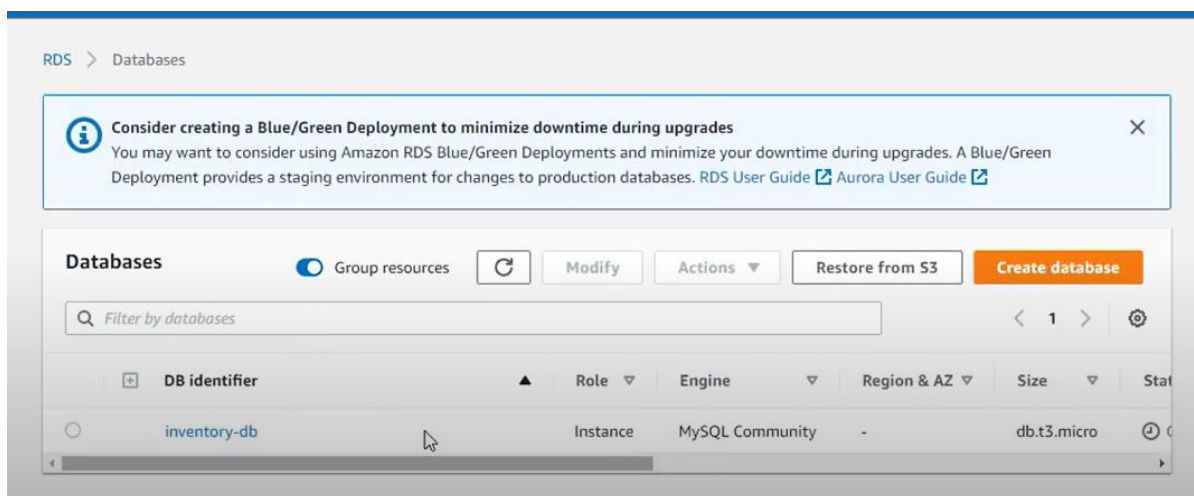 RDS > Databases
Consider creating a Blue/Green Deployment to minimize downtime during upgrades
You may want to consider using Amazon RDS Blue/Green Deployments and minimize your downtime during upgrades. A Blue/Green
Deployment provides a staging environment for changes to production databases. RDS User Guide Aurora User Guide
Databases Group resources Modify Actions Restore from S3 Create database
Filter by databases < 1 >
DB identifier Role Engine Region & AZ Size Stat
inventory-db Instance MySQL Community - db.t3.micro